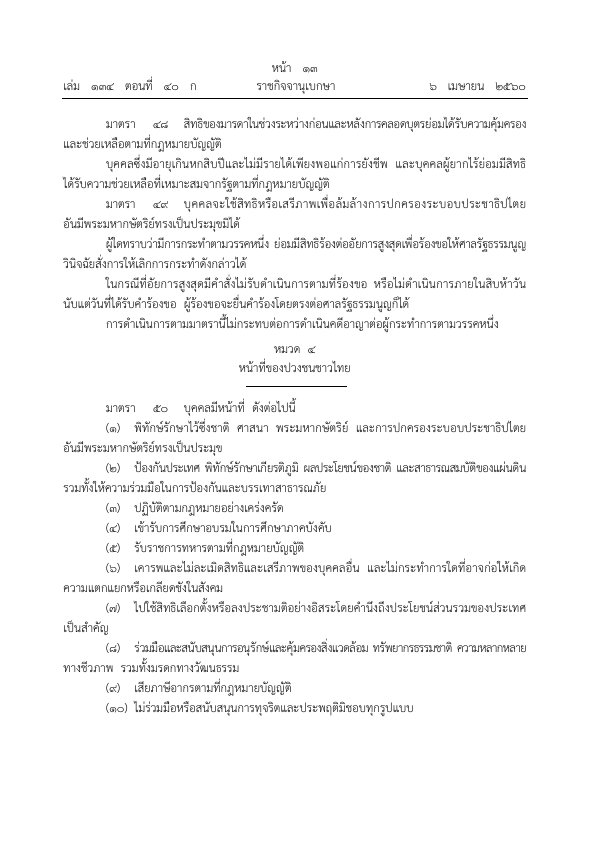 หน้า ๑๓
เล่ม ๑๓๔ ตอนที่ ๔๐ ก ราชกิจจานุเบกษา ๖ เมษายน ๒๕๖๐
มาตรา ๔๘ สิทธิของมารดาในช่วงระหว่างก่อนและหลังการคลอดบุตรย่อมได้รับความคุ้มครอง
และช่วยเหลือตามที่กฎหมายบัญญัติ
บุคคลซึ่งมีอายุเกินหกสิบปีและไม่มีรายได้เพียงพอแก่การยังชีพ และบุคคลผู้ยากไร้ย่อมมีสิทธิ
ได้รับความช่วยเหลือที่เหมาะสมจากรัฐตามที่กฎหมายบัญญัติ
มาตรา ๔๙ บุคคลจะใช้สิทธิหรือเสรีภาพเพื่อล้มล้างการปกครองระบอบประชาธิปไตย
อันมีพระมหากษัตริย์ทรงเป็นประมุขมิได้
ผู้ใดทราบว่ามีการกระทำตามวรรคหนึ่ง ย่อมมีสิทธิร้องต่ออัยการสูงสุดเพื่อร้องขอให้ศาลรัฐธรรมนูญ
วินิจฉัยสั่งการให้เลิกการกระทำดังกล่าวได้
ในกรณีที่อัยการสูงสุดมีคำสั่งไม่รับดำเนินการตามที่ร้องขอ หรือไม่ดำเนินการภายในสิบห้าวัน
นับแต่วันที่ได้รับคำร้องขอ ผู้ร้องขอจะยื่นคำร้องโดยตรงต่อศาลรัฐธรรมนูญก็ได้
การดำเนินการตามมาตรานี้ไม่กระทบต่อการดำเนินคดีอาญาต่อผู้กระทำการตามวรรคหนึ่ง
หมวด ๔
หน้าที่ของปวงชนชาวไทย
มาตรา ๕๐ บุคคลมีหน้าที่ ดังต่อไปนี้
(๑) พิทักษ์รักษาไว้ซึ่งชาติ ศาสนา พระมหากษัตริย์ และการปกครองระบอบประชาธิปไตย
อันมีพระมหากษัตริย์ทรงเป็นประมุข
(๒) ป้องกันประเทศ พิทักษ์รักษาเกียรติภูมิ ผลประโยชน์ของชาติ และสาธารณสมบัติของแผ่นดิน
รวมทั้งให้ความร่วมมือในการป้องกันและบรรเทาสาธารณภัย
(๓) ปฏิบัติตามกฎหมายอย่างเคร่งครัด
(๔) เข้ารับการศึกษาอบรมในการศึกษาภาคบังคับ
(๕) รับราชการทหารตามที่กฎหมายบัญญัติ
(๖) เคารพและไม่ละเมิดสิทธิและเสรีภาพของบุคคลอื่น และไม่กระทำการใดที่อาจก่อให้เกิด
ความแตกแยกหรือเกลียดชังในสังคม
(๗) ไปใช้สิทธิเลือกตั้งหรือลงประชามติอย่างอิสระโดยคำนึงถึงประโยชน์ส่วนรวมของประเทศ
เป็นสำคัญ
(๘) ร่วมมือและสนับสนุนการอนุรักษ์และคุ้มครองสิ่งแวดล้อม ทรัพยากรธรรมชาติ ความหลากหลาย
ทางชีวภาพ รวมทั้งมรดกทางวัฒนธรรม
(๙) เสียภาษีอากรตามที่กฎหมายบัญญัติ
(๑๐) ไม่ร่วมมือหรือสนับสนุนการทุจริตและประพฤติมิชอบทุกรูปแบบ